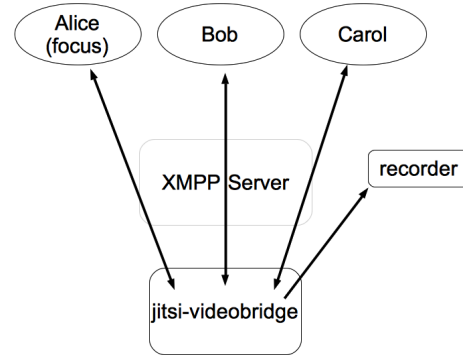 Alice
(focus)
Bob
Carol
XMPP Server
recorder
jitsi-videobridge